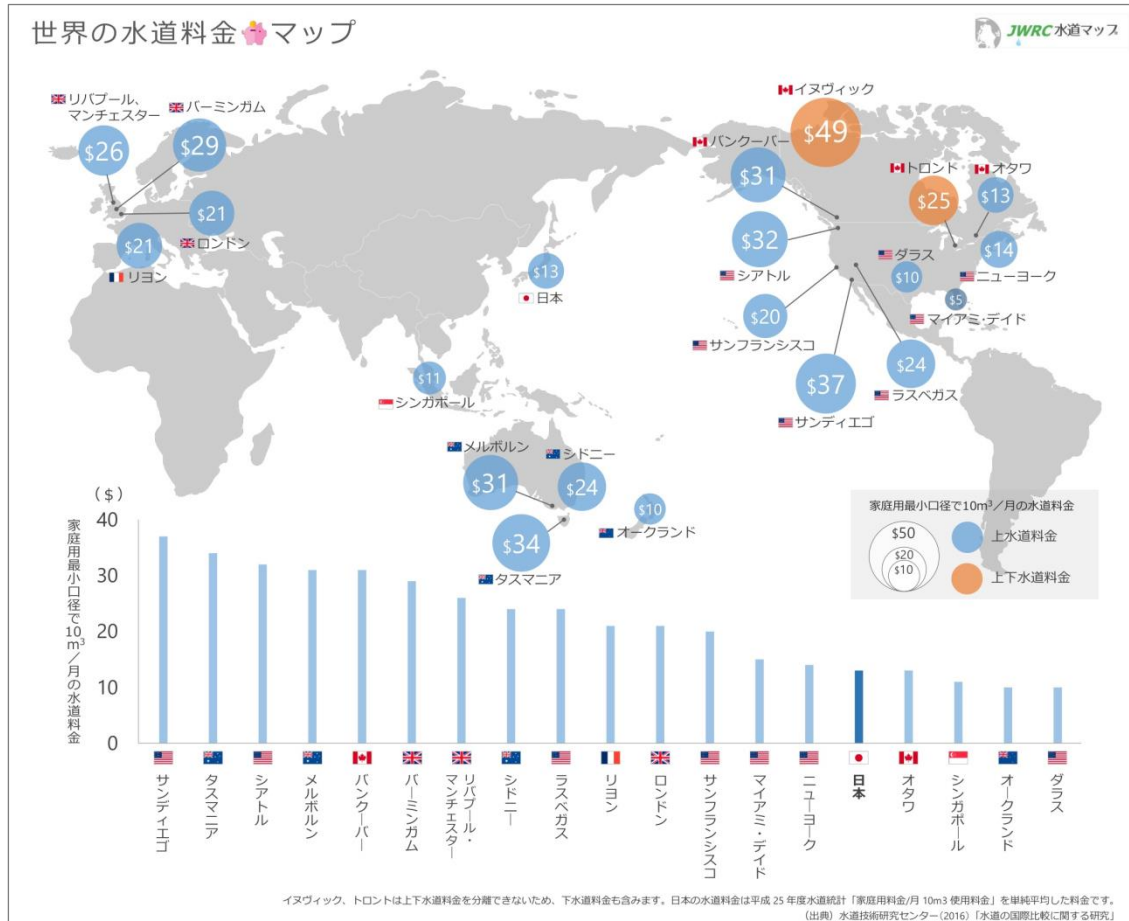 世界の水道料金マップ
JWRC 水道マップ
リバプール、
マンチェスター
$26
バーミンガム
$29
$21
ロンドン
$21
リヨン
$13
日本
$11
シンガポール
メルボルン
$31
シドニー
$24
$34
タスマニア
$10
オークランド
イヌヴィック
$49
バンクーバー
$31
トロンド
$25
オタワ
$13
$32
シアトル
ダラス
$10
$14
ニューヨーク
$5
マイアミ・デイド
$20
サンフランシスコ
$37
サンディエゴ
$24
ラスベガス
家庭用最小口径で10m³/月の水道料金
$50
$20
$10
上水道料金
上下水道料金
($)
家庭用最小口径で10m³/月の水道料金
40
30
20
10
0
サンディエゴ
タスマニア
シアトル
メルボルン
バンクーバー
バーミンガム
リバプール・
マンチェスター
シドニー
ラスベガス
リヨン
ロンドン
サンフランシスコ
マイアミ・デイド
ニューヨーク
日本
オタワ
シンガポール
オークランド
ダラス
イヌヴィック、トロントは上下水道料金を分離できないため、下水道料金も含みます。日本の水道料金は平成 25 年度水道統計「家庭用料金/月 10m3 使用料金」を単純平均した料金です。
(出典)水道技術研究センター(2016)「水道の国際比較に関する研究」